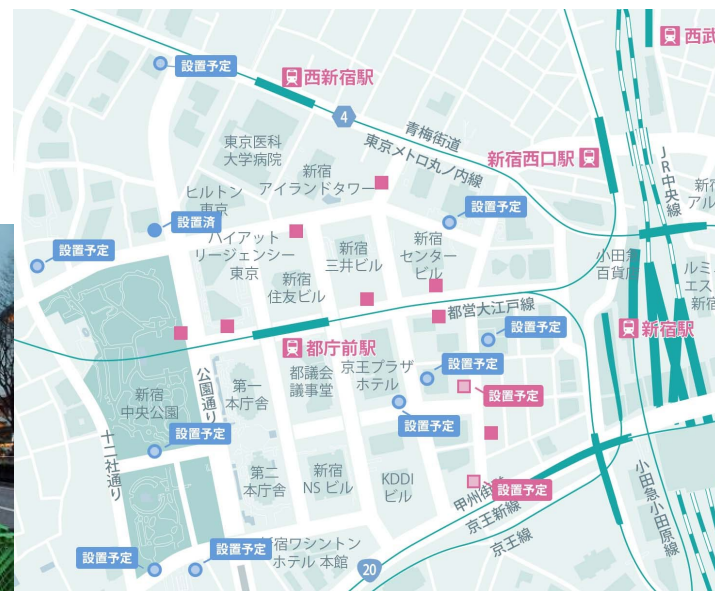 設置予定
西新宿駅
西武
4
青梅街道
東京メトロ丸ノ内線
新宿西口駅
JR中央線
東京医科
大学病院
新宿
アイランドタワー
ヒルトン
東京
設置済
設置予定
設置予定
ハイアット
リージェンシー
東京
新宿
三井ビル
新宿
センター
ビル
新宿
住友ビル
小田急
百貨店
ルミ
エス
新宿
都営大江戸線
設置予定
新宿駅
都庁前駅
公園通り
第一
本庁舎
都議会
議事堂
京王プラザ
ホテル
設置予定
設置予定
設置予定
新宿
中央公園
十二社通り
設置予定
第二
本庁舎
新宿
NSビル
KDDI
ビル
甲州街
設置予定
京王新線
京王線
小田急小田原線
設置予定
設置予定
宿ワシントン
ホテル 本館
20